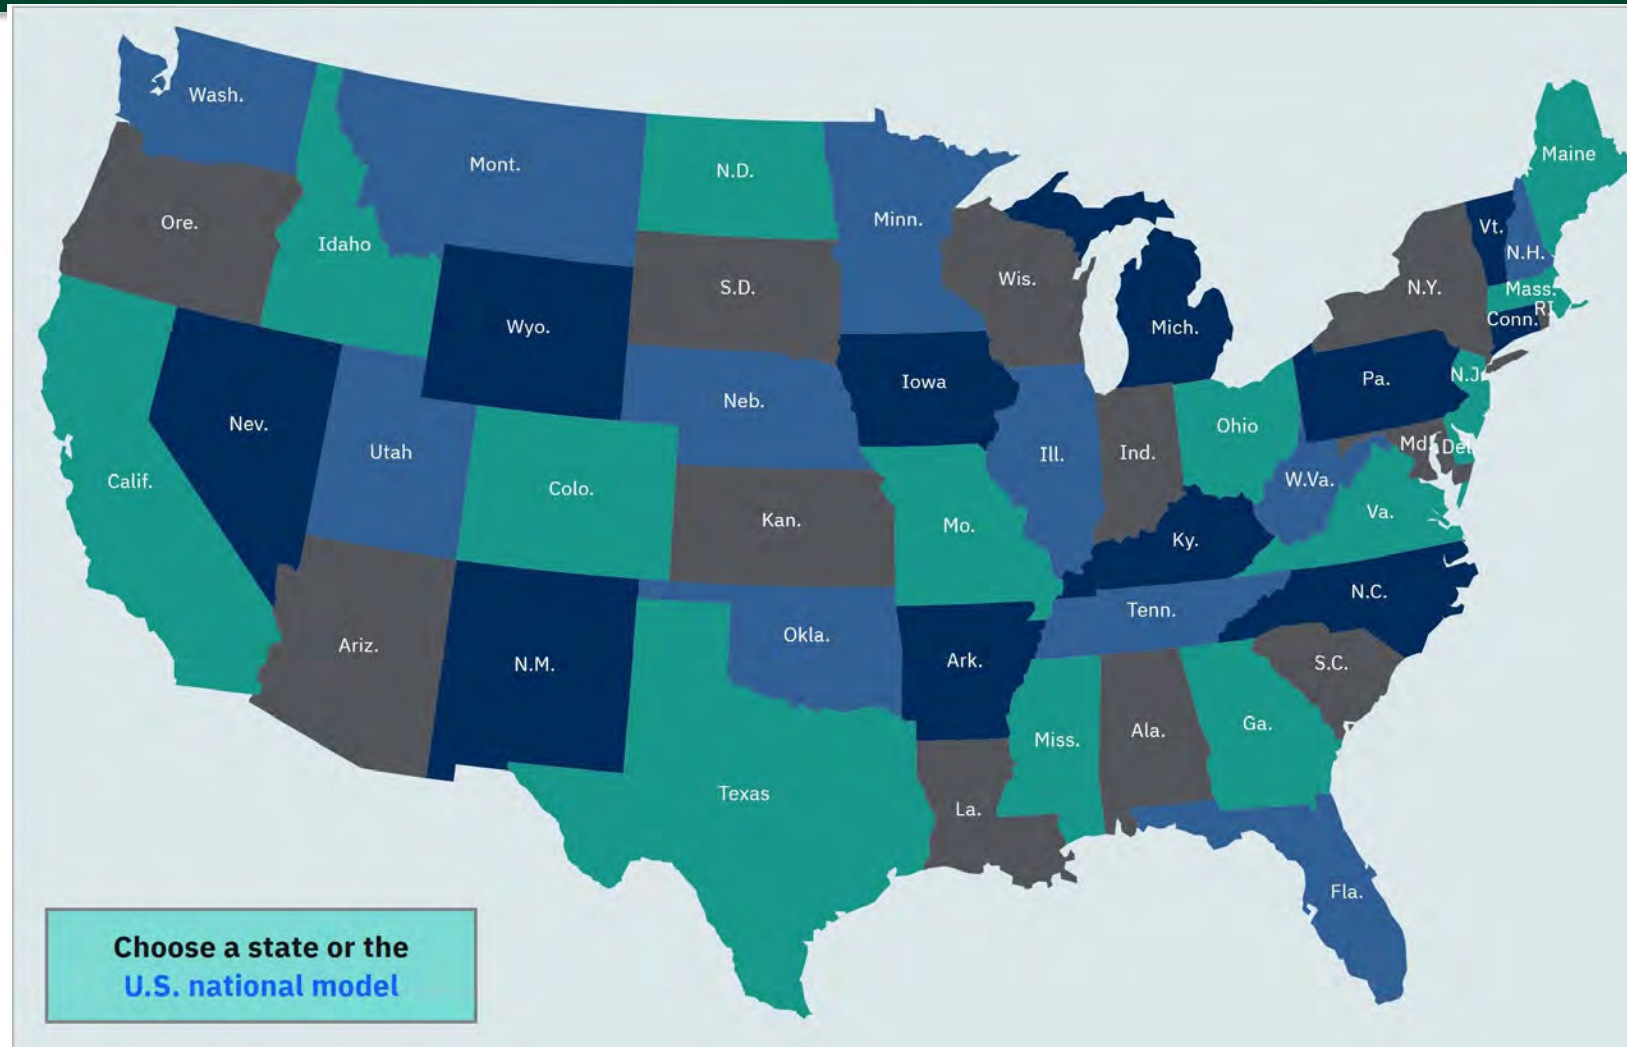 Wash.
Mont.
N.D.
Minn.
Maine
Ore.
Idaho
S.D.
Wis.
Vt.
N.H.
N.Y.
Mass.
RI
Conn.
Wyo.
Mich.
Iowa
Pa.
N.J.
Nev.
Utah
Neb.
Ill.
Ind.
Ohio
Md.
Del.
W.Va.
Calif.
Colo.
Kan.
Mo.
Ky.
Va.
Ariz.
N.M.
Okla.
Ark.
Tenn.
N.C.
S.C.
Miss.
Ala.
Ga.
Texas
La.
Fla.
Choose a state or the
U.S. national model